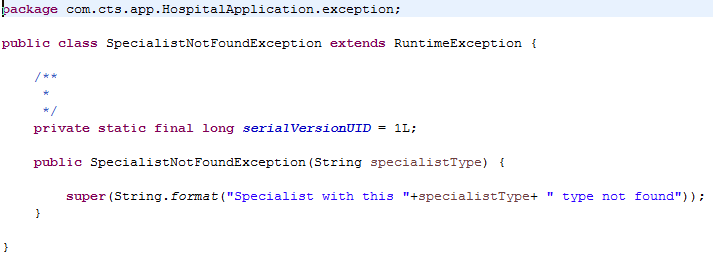 package com.cts.app.HospitalApplication.exception;
public class SpecialistNotFoundException extends RuntimeException {
/**
*
*/
private static final long serialVersionUID = 1L;
public SpecialistNotFoundException(String specialistType) {
super(String.format("Specialist with this "+specialistType+ " type not found"));
}
}